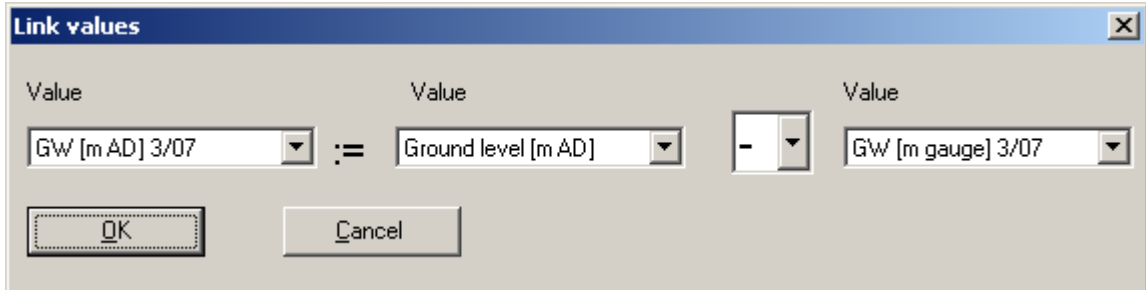 Link values
Value Value Value
GW [m AD] 3/07 := Ground level [m AD] - GW [m gauge] 3/07
OK Cancel